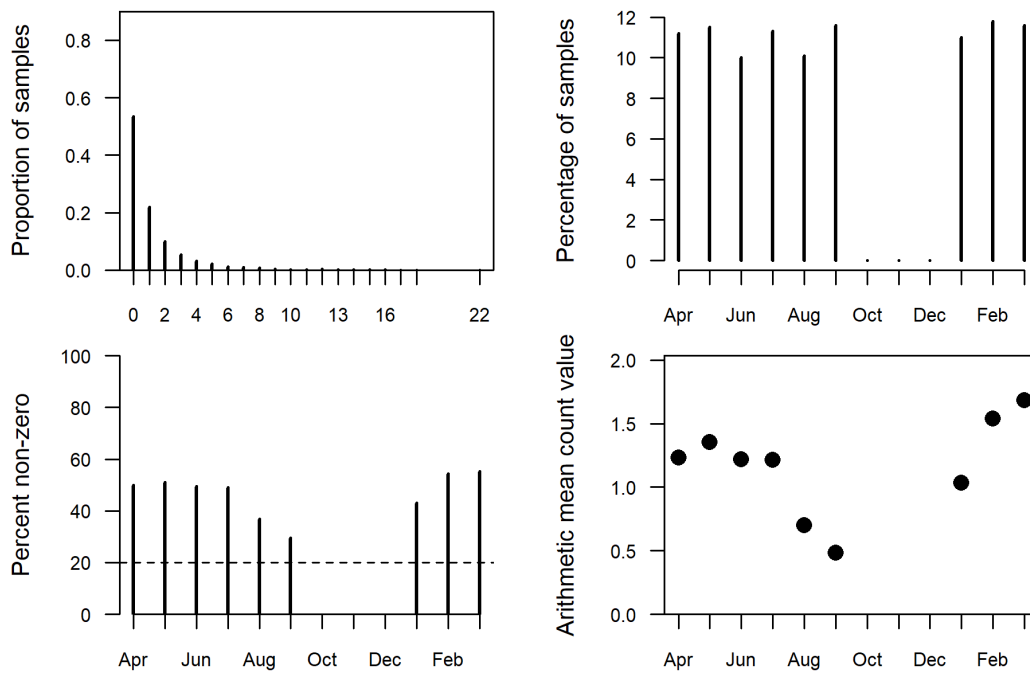 Proportion of samples
0.8
0.6
0.4
0.2
0.0
0 2 4 6 8 10 13 16 22
Percentage of samples
12
10
8
6
4
2
0
Apr Jun Aug Oct Dec Feb
Percent non-zero
100
80
60
40
20
0
Apr Jun Aug Oct Dec Feb
Arithmetic mean count value
2.0
1.5
1.0
0.5
0.0
Apr Jun Aug Oct Dec Feb